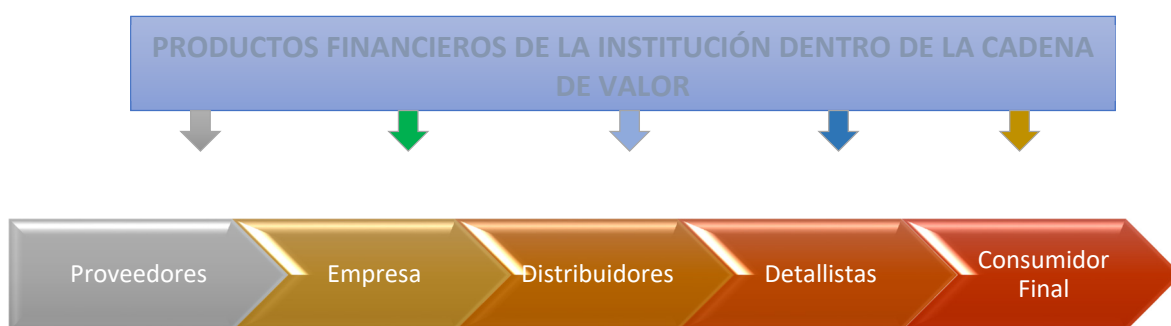 PRODUCTOS FINANCIEROS DE LA INSTITUCIÓN DENTRO DE LA CADENA
DE VALOR
Proveedores
Empresa
Distribuidores
Detallistas
Consumidor
Final